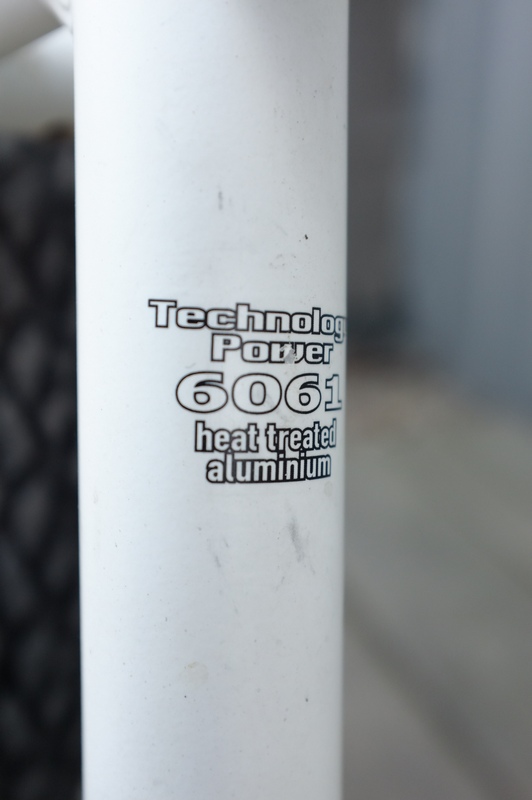 Technolog
Power
6061
heat treated
aluminium